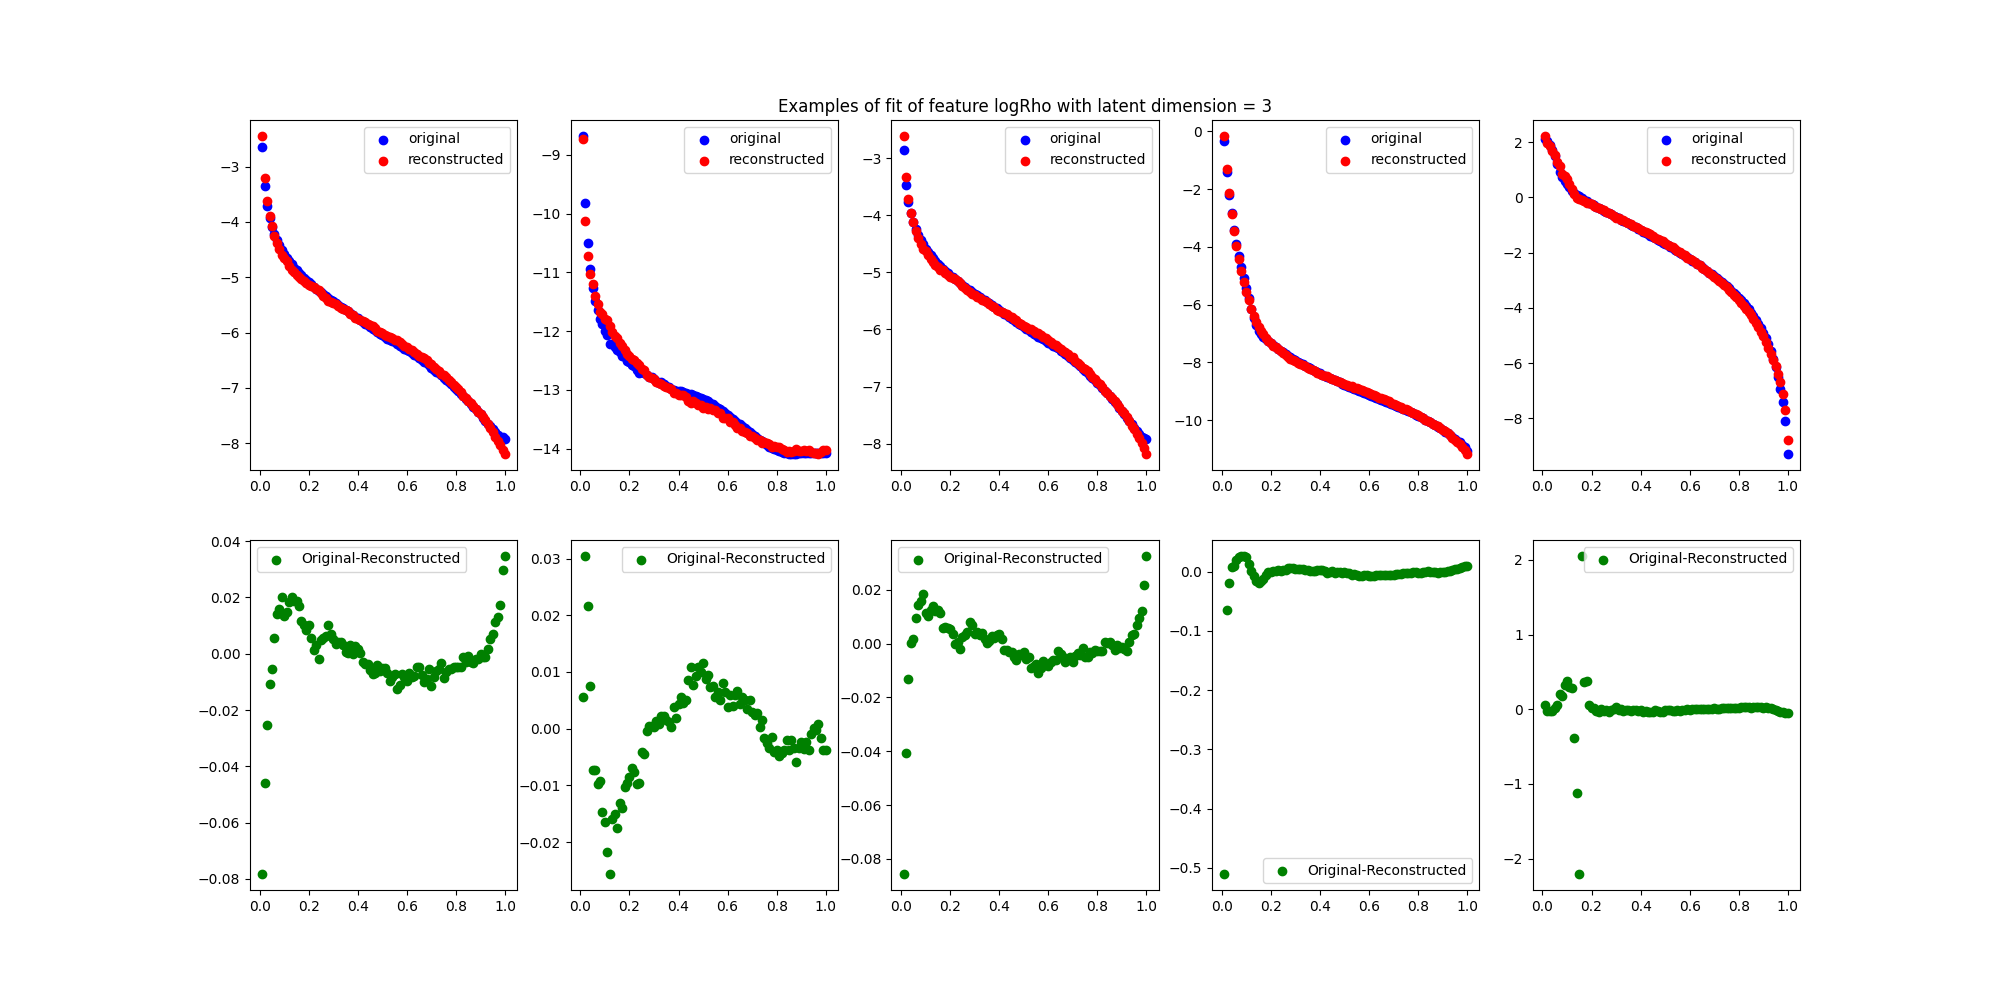 Examples of fit of feature logRho with latent dimension = 3
original
reconstructed
−3
−4
−5
−6
−7
−8
0.0 0.2 0.4 0.6 0.8 1.0
original
reconstructed
−9
−10
−11
−12
−13
−14
0.0 0.2 0.4 0.6 0.8 1.0
original
reconstructed
−3
−4
−5
−6
−7
−8
0.0 0.2 0.4 0.6 0.8 1.0
original
reconstructed
0
−2
−4
−6
−8
−10
0.0 0.2 0.4 0.6 0.8 1.0
original
reconstructed
2
0
−2
−4
−6
−8
0.0 0.2 0.4 0.6 0.8 1.0
Original-Reconstructed
0.04
0.02
0.00
−0.02
−0.04
−0.06
−0.08
0.0 0.2 0.4 0.6 0.8 1.0
Original-Reconstructed
0.03
0.02
0.01
0.00
−0.01
−0.02
0.0 0.2 0.4 0.6 0.8 1.0
Original-Reconstructed
0.02
0.00
−0.02
−0.04
−0.06
−0.08
0.0 0.2 0.4 0.6 0.8 1.0
0.0
−0.1
−0.2
−0.3
−0.4
−0.5
Original-Reconstructed
0.0 0.2 0.4 0.6 0.8 1.0
Original-Reconstructed
2
1
0
−1
−2
0.0 0.2 0.4 0.6 0.8 1.0